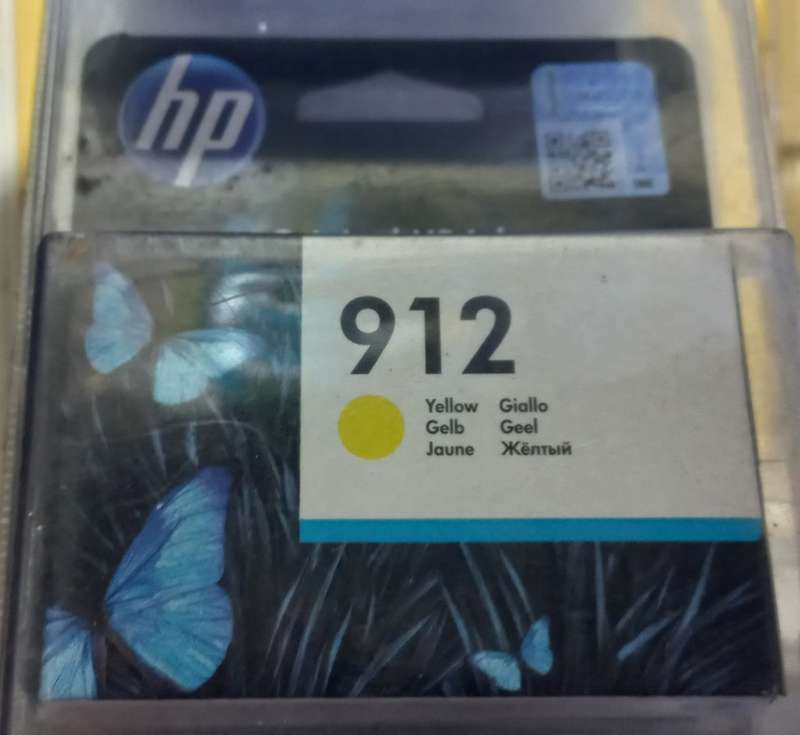 hp
912
Yellow Giallo
Gelb Geel
Jaune Жёлтый